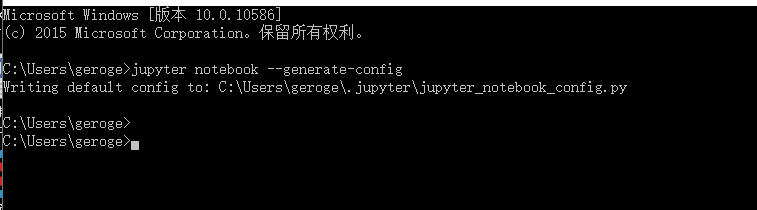 Microsoft Windows [版本 10.0.10586]
(c) 2015 Microsoft Corporation。保留所有权利。
C:\Users\geroge>jupyter notebook --generate-config
Writing default config to: C:\Users\geroge\.jupyter\jupyter_notebook_config.py
C:\Users\geroge>
C:\Users\geroge>